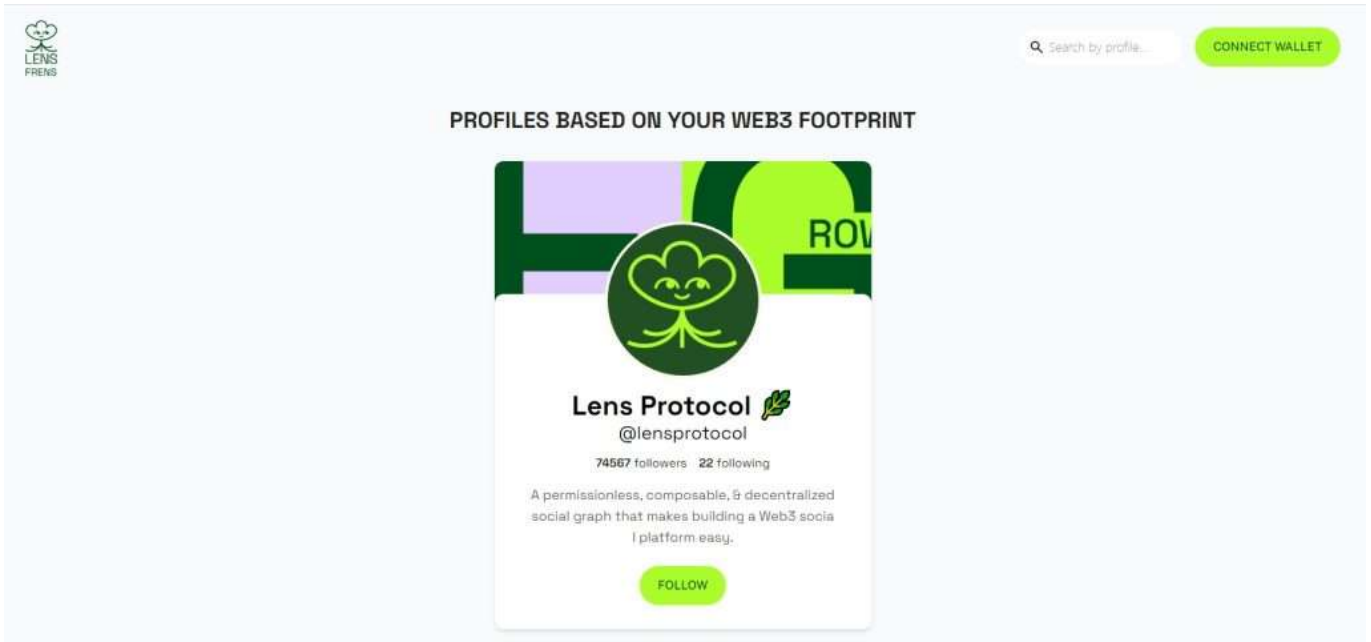 LENS
FRENS
Search by profile...
CONNECT WALLET
PROFILES BASED ON YOUR WEB3 FOOTPRINT
ROW
Lens Protocol 🌿
@lensprotocol
74567 followers 22 following
A permissionless, composable, & decentralized
social graph that makes building a Web3 socia
l platform easy.
FOLLOW